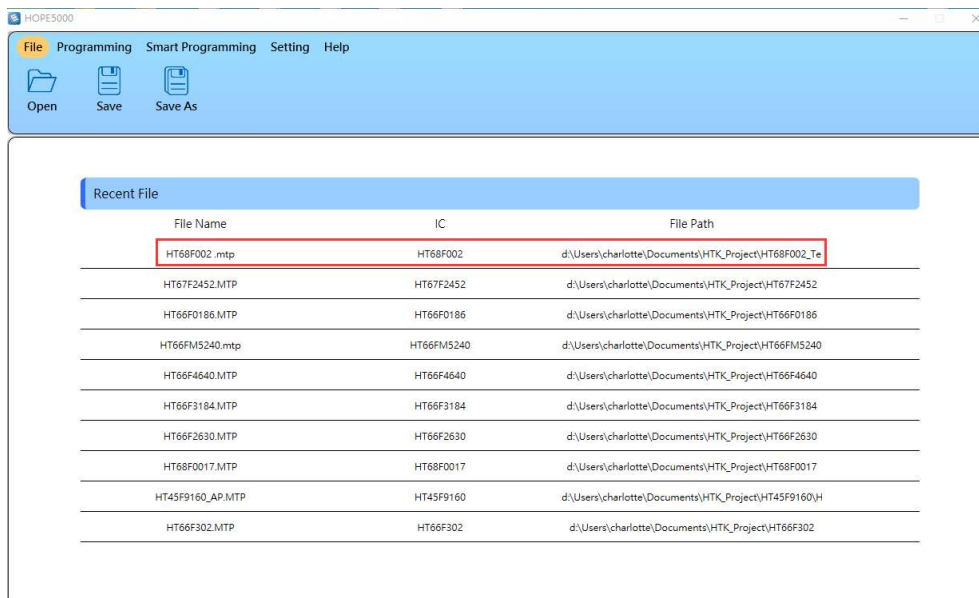 HOPE5000
File Programming Smart Programming Setting Help
Open Save Save As
Recent File
File Name IC File Path
HT68F002 .mtp HT68F002 d:\Users\charlotte\Documents\HTK_Project\HT68F002_Te
HT67F2452.MTP HT67F2452 d:\Users\charlotte\Documents\HTK_Project\HT67F2452
HT66F0186.MTP HT66F0186 d:\Users\charlotte\Documents\HTK_Project\HT66F0186
HT66FM5240.mtp HT66FM5240 d:\Users\charlotte\Documents\HTK_Project\HT66FM5240
HT66F4640.MTP HT66F4640 d:\Users\charlotte\Documents\HTK_Project\HT66F4640
HT66F3184.MTP HT66F3184 d:\Users\charlotte\Documents\HTK_Project\HT66F3184
HT66F2630.MTP HT66F2630 d:\Users\charlotte\Documents\HTK_Project\HT66F2630
HT68F0017.MTP HT68F0017 d:\Users\charlotte\Documents\HTK_Project\HT68F0017
HT45F9160_AP.MTP HT45F9160 d:\Users\charlotte\Documents\HTK_Project\HT45F9160\H
HT66F302.MTP HT66F302 d:\Users\charlotte\Documents\HTK_Project\HT66F302